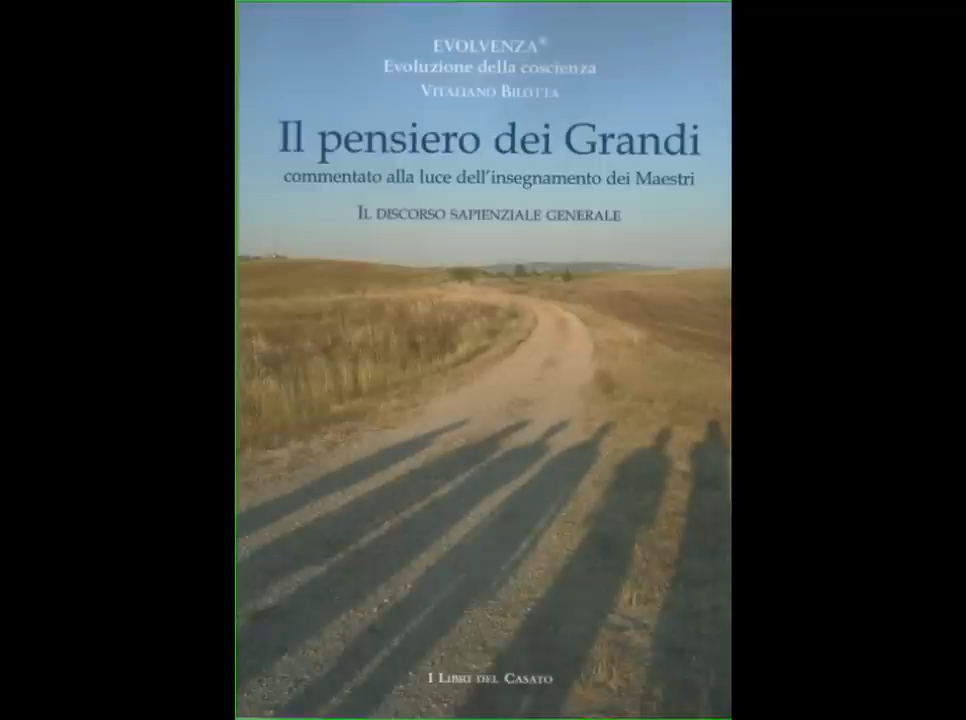 EVOLVENZA®
Evoluzione della coscienza
VITALIANO BILOTTA
Il pensiero dei Grandi
commentato alla luce dell'insegnamento dei Maestri
IL DISCORSO SAPIENZIALE GENERALE
I LIBRI DEL CASATO